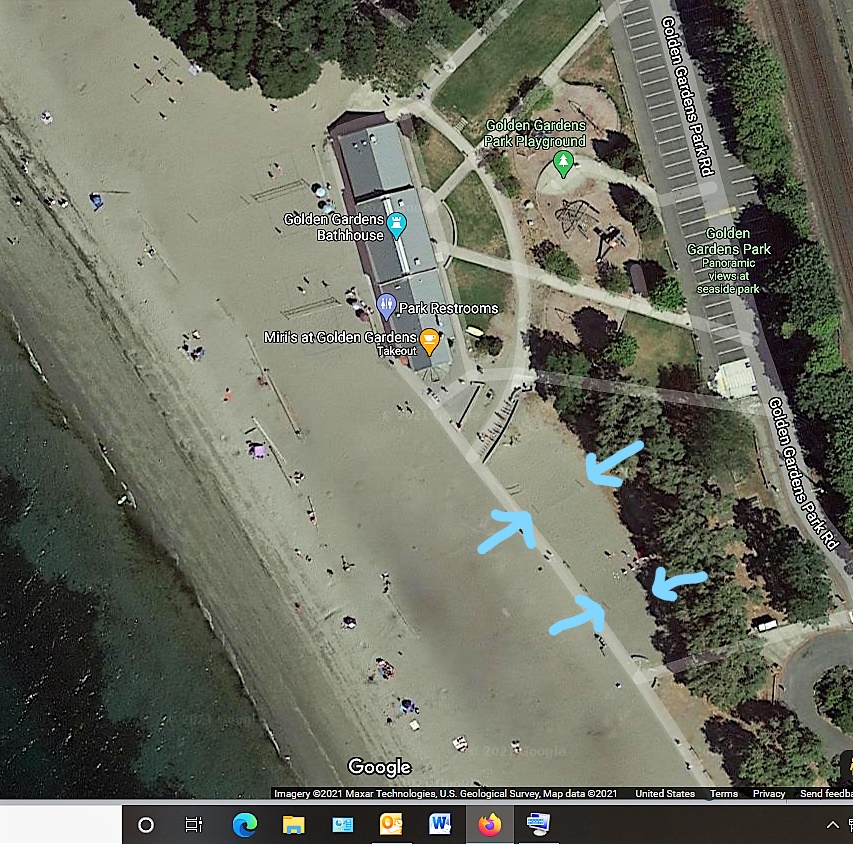 Golden Gardens Park Rd
Golden Gardens
Park Playground
Golden Gardens
Bathhouse
Golden
Gardens Park
Panoramic
views at
seaside park
Park Restrooms
Miri's at Golden Gardens
Takeout
Golden Gardens Park Rd
Google
Imagery ©2021 Maxar Technologies, U.S. Geological Survey, Map data ©2021 United States Terms Privacy Send feedba